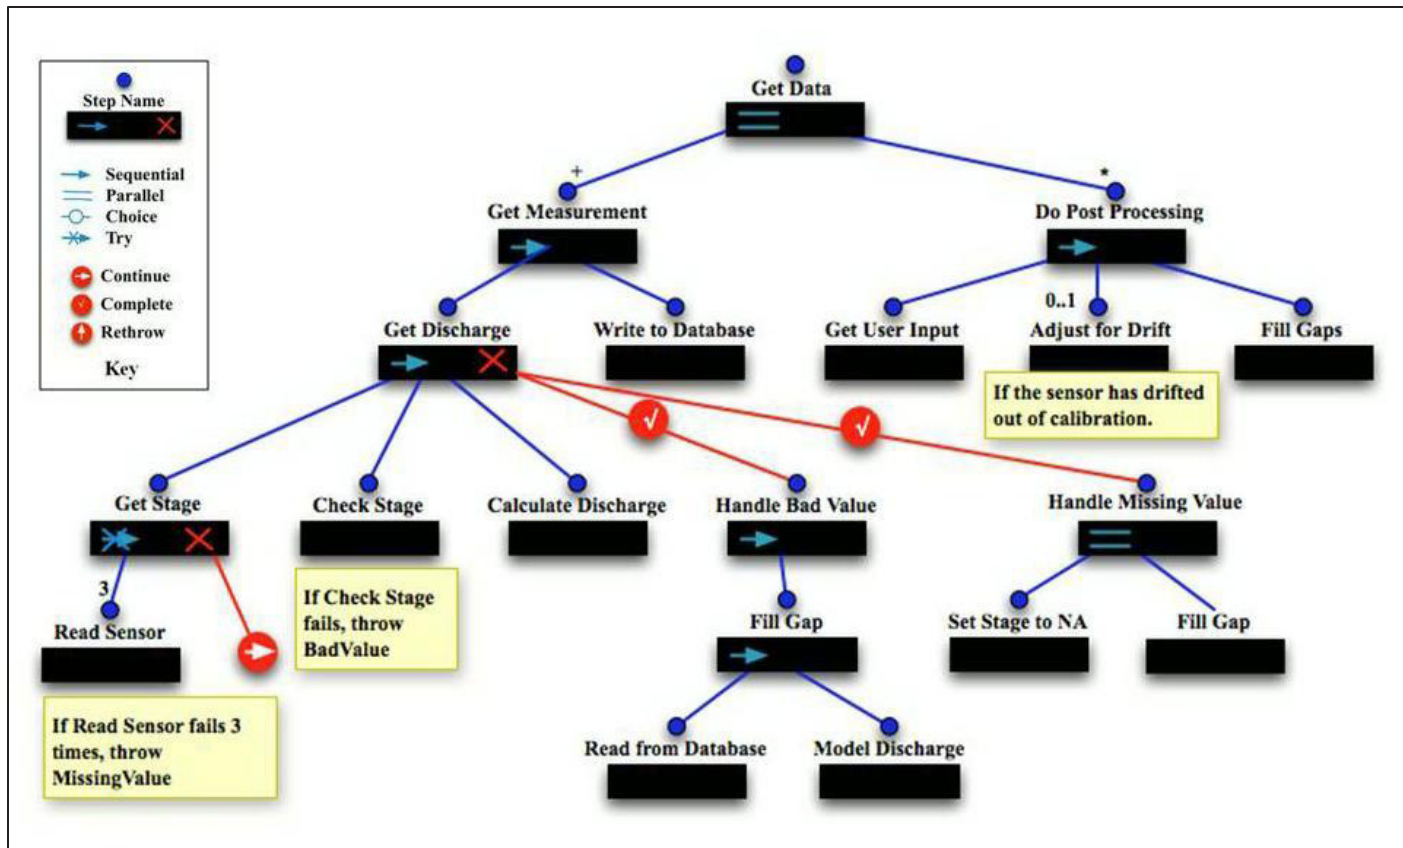 Step Name
Sequential
Parallel
Choice
Try
Continue
Complete
Rethrow
Key
Get Data
+
*
Get Measurement
Do Post Processing
Get Discharge
Write to Database
Get User Input
0..1
Adjust for Drift
Fill Gaps
If the sensor has drifted
out of calibration.
Get Stage
Check Stage
Calculate Discharge
Handle Bad Value
Handle Missing Value
3
Read Sensor
If Check Stage
fails, throw
BadValue
Fill Gap
Set Stage to NA
Fill Gap
If Read Sensor fails 3
times, throw
MissingValue
Read from Database
Model Discharge